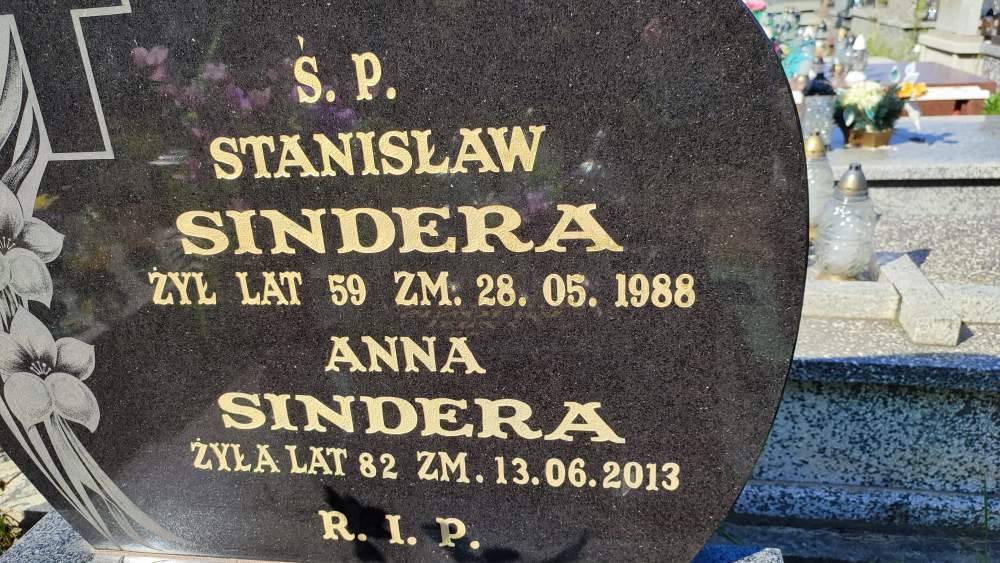 Ś. P.
STANISŁAW
SINDERA
ŻYŁ LAT 59 ZM. 28. 05. 1988
ANNA
SINDERA
ŻYŁA LAT 82 ZM. 13.06.2013
R. I. P.